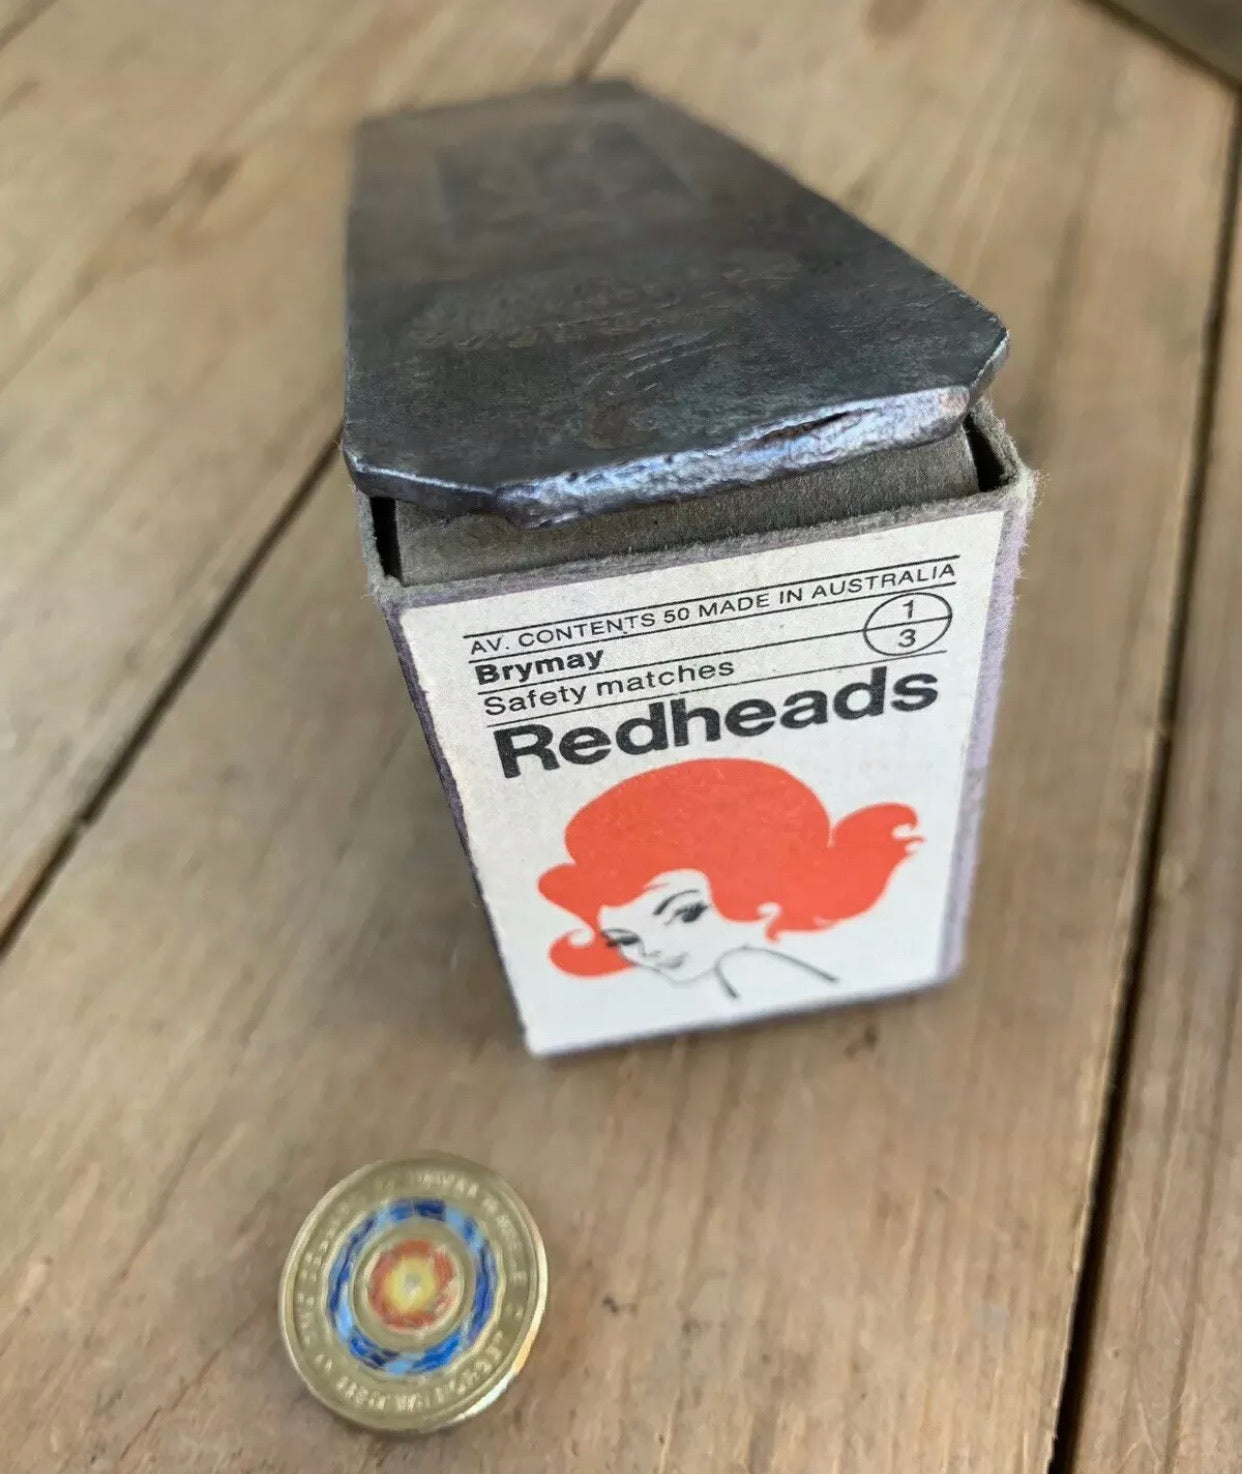 AV. CONTENTS 50 MADE IN AUSTRALIA
Brymay
1
3
Safety matches
Redheads